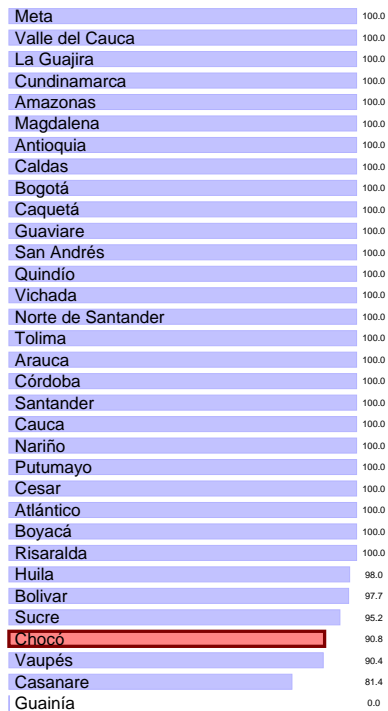 Meta 100.0
Valle del Cauca 100.0
La Guajira 100.0
Cundinamarca 100.0
Amazonas 100.0
Magdalena 100.0
Antioquia 100.0
Caldas 100.0
Bogotá 100.0
Caquetá 100.0
Guaviare 100.0
San Andrés 100.0
Quindío 100.0
Vichada 100.0
Norte de Santander 100.0
Tolima 100.0
Arauca 100.0
Córdoba 100.0
Santander 100.0
Cauca 100.0
Nariño 100.0
Putumayo 100.0
Cesar 100.0
Atlántico 100.0
Boyacá 100.0
Risaralda 100.0
Huila 98.0
Bolivar 97.7
Sucre 95.2
Chocó 90.8
Vaupés 90.4
Casanare 81.4
Guainía 0.0